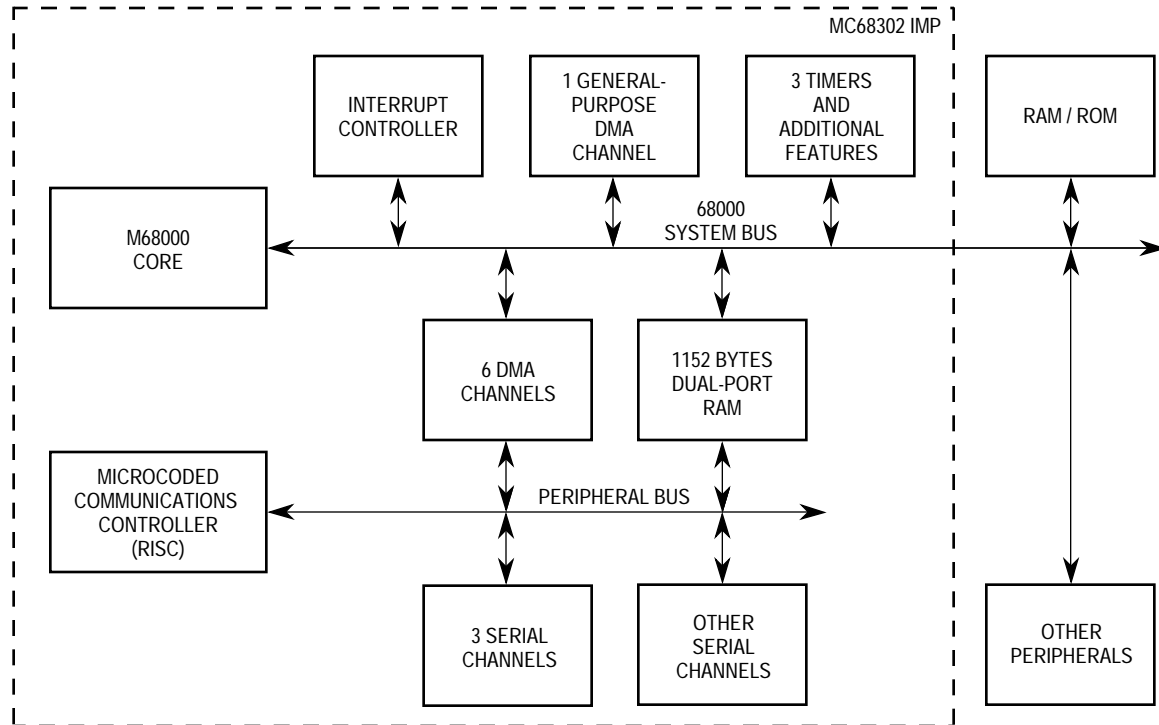 MC68302 IMP
INTERRUPT
CONTROLLER
1 GENERAL-
PURPOSE
DMA
CHANNEL
3 TIMERS
AND
ADDITIONAL
FEATURES
RAM / ROM
M68000
CORE
68000
SYSTEM BUS
6 DMA
CHANNELS
1152 BYTES
DUAL-PORT
RAM
MICROCODED
COMMUNICATIONS
CONTROLLER
(RISC)
PERIPHERAL BUS
3 SERIAL
CHANNELS
OTHER
SERIAL
CHANNELS
OTHER
PERIPHERALS